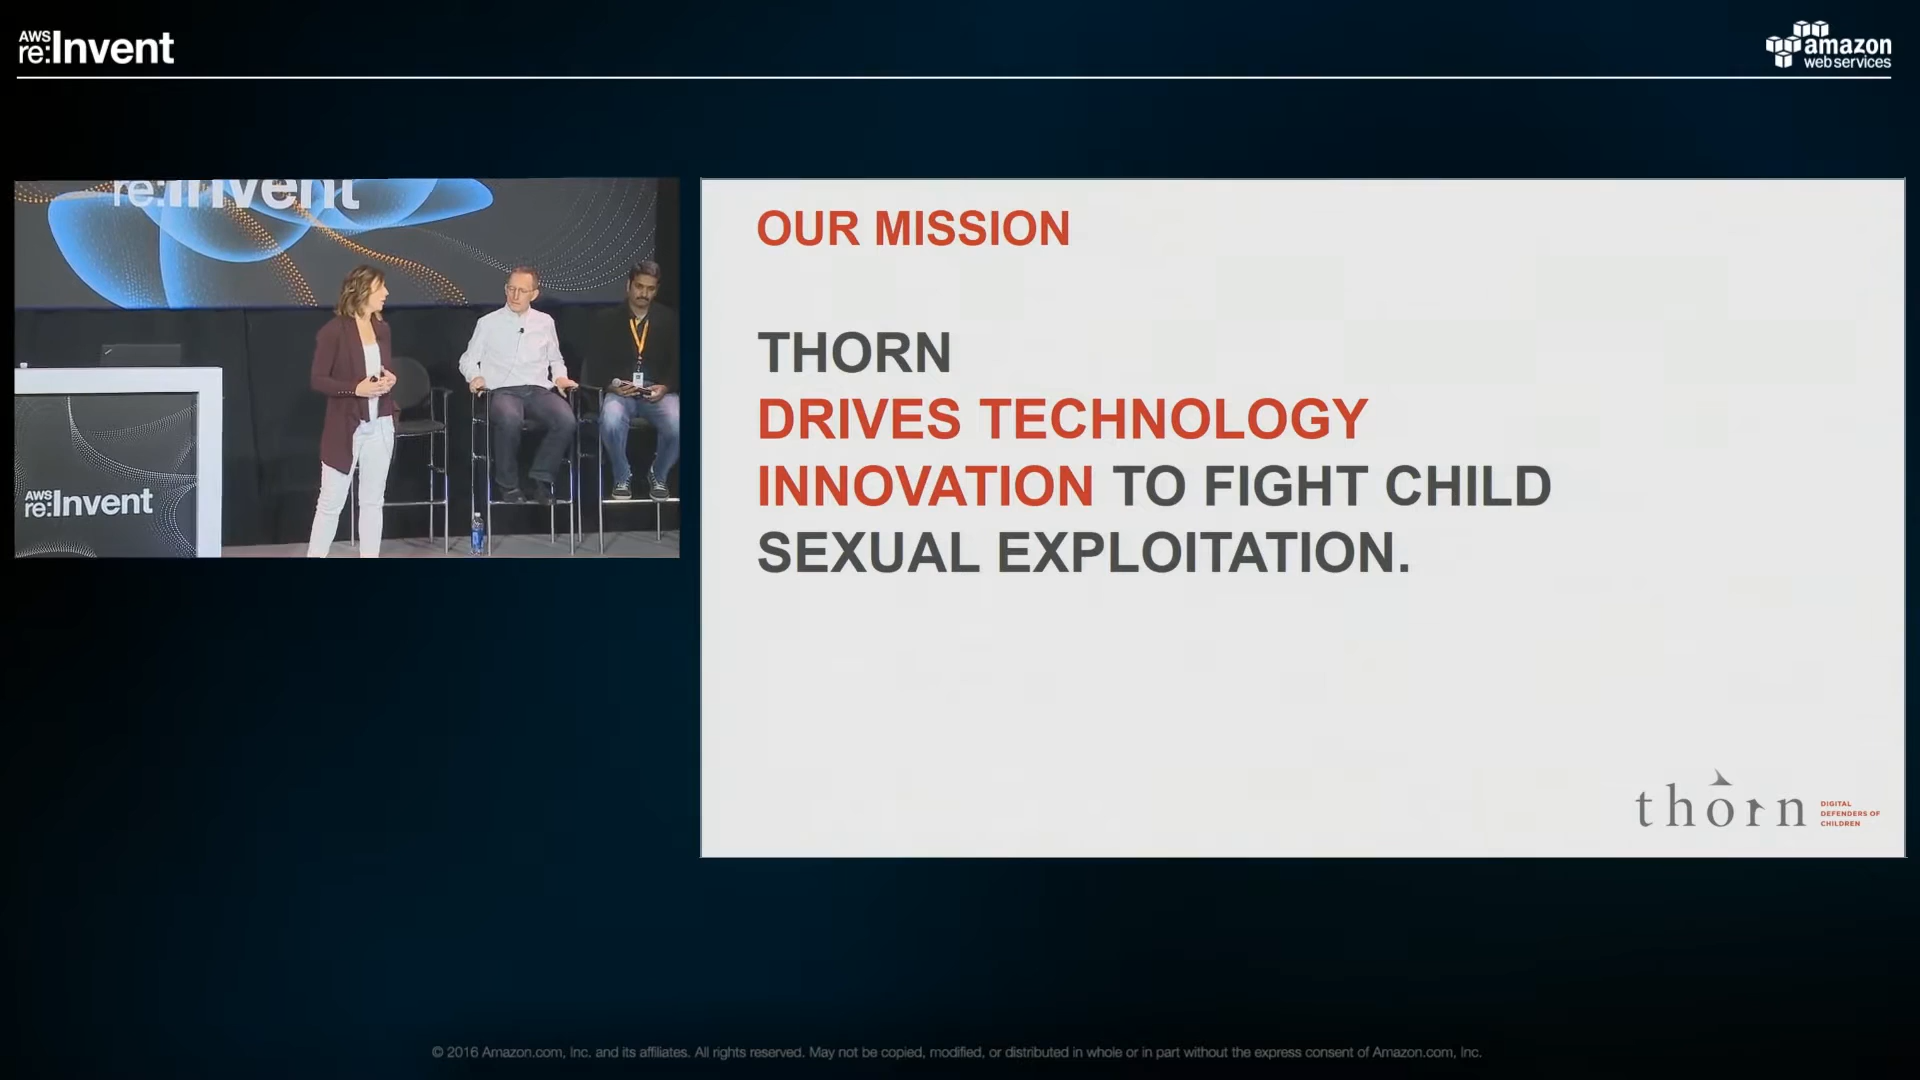 AWS
re:Invent
amazon
webservices
re:Invent
AWS
re:Invent
OUR MISSION
THORN
DRIVES TECHNOLOGY
INNOVATION TO FIGHT CHILD
SEXUAL EXPLOITATION.
thorn
DIGITAL
DEFENDERS OF
CHILDREN
© 2016 Amazon.com, Inc. and its affiliates. All rights reserved. May not be copied, modified, or distributed in whole or in part without the express consent of Amazon.com, Inc.